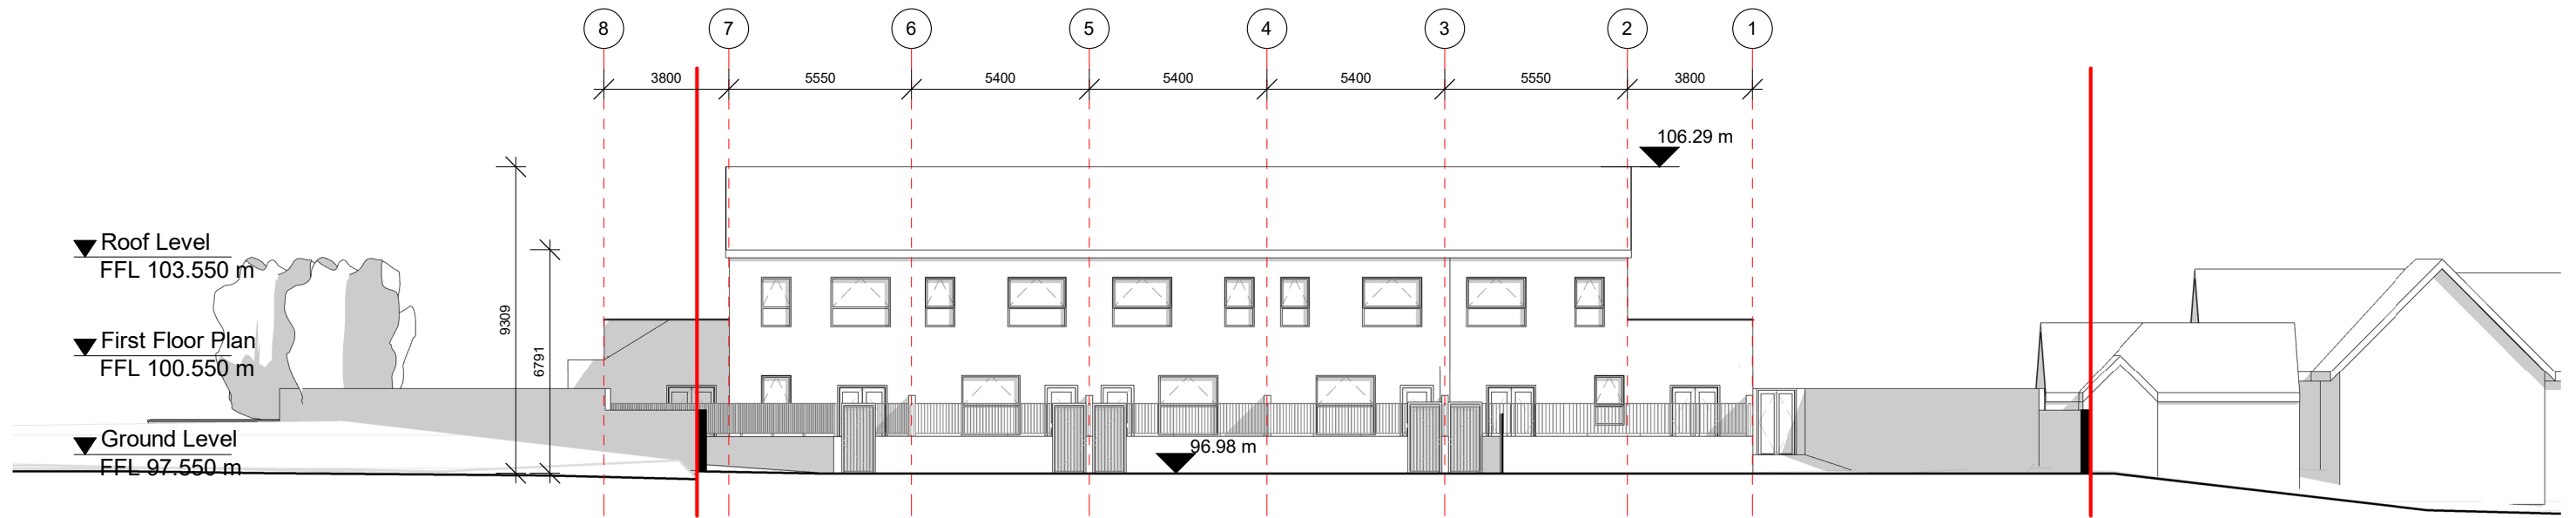 8 7 6 5 4 3 2 1
3800 5550 5400 5400 5400 5550 3800
106.29 m
Roof Level
FFL 103.550 m
9309
6791
First Floor Plan
FFL 100.550 m
Ground Level
FFL 97.550 m
96.98 m